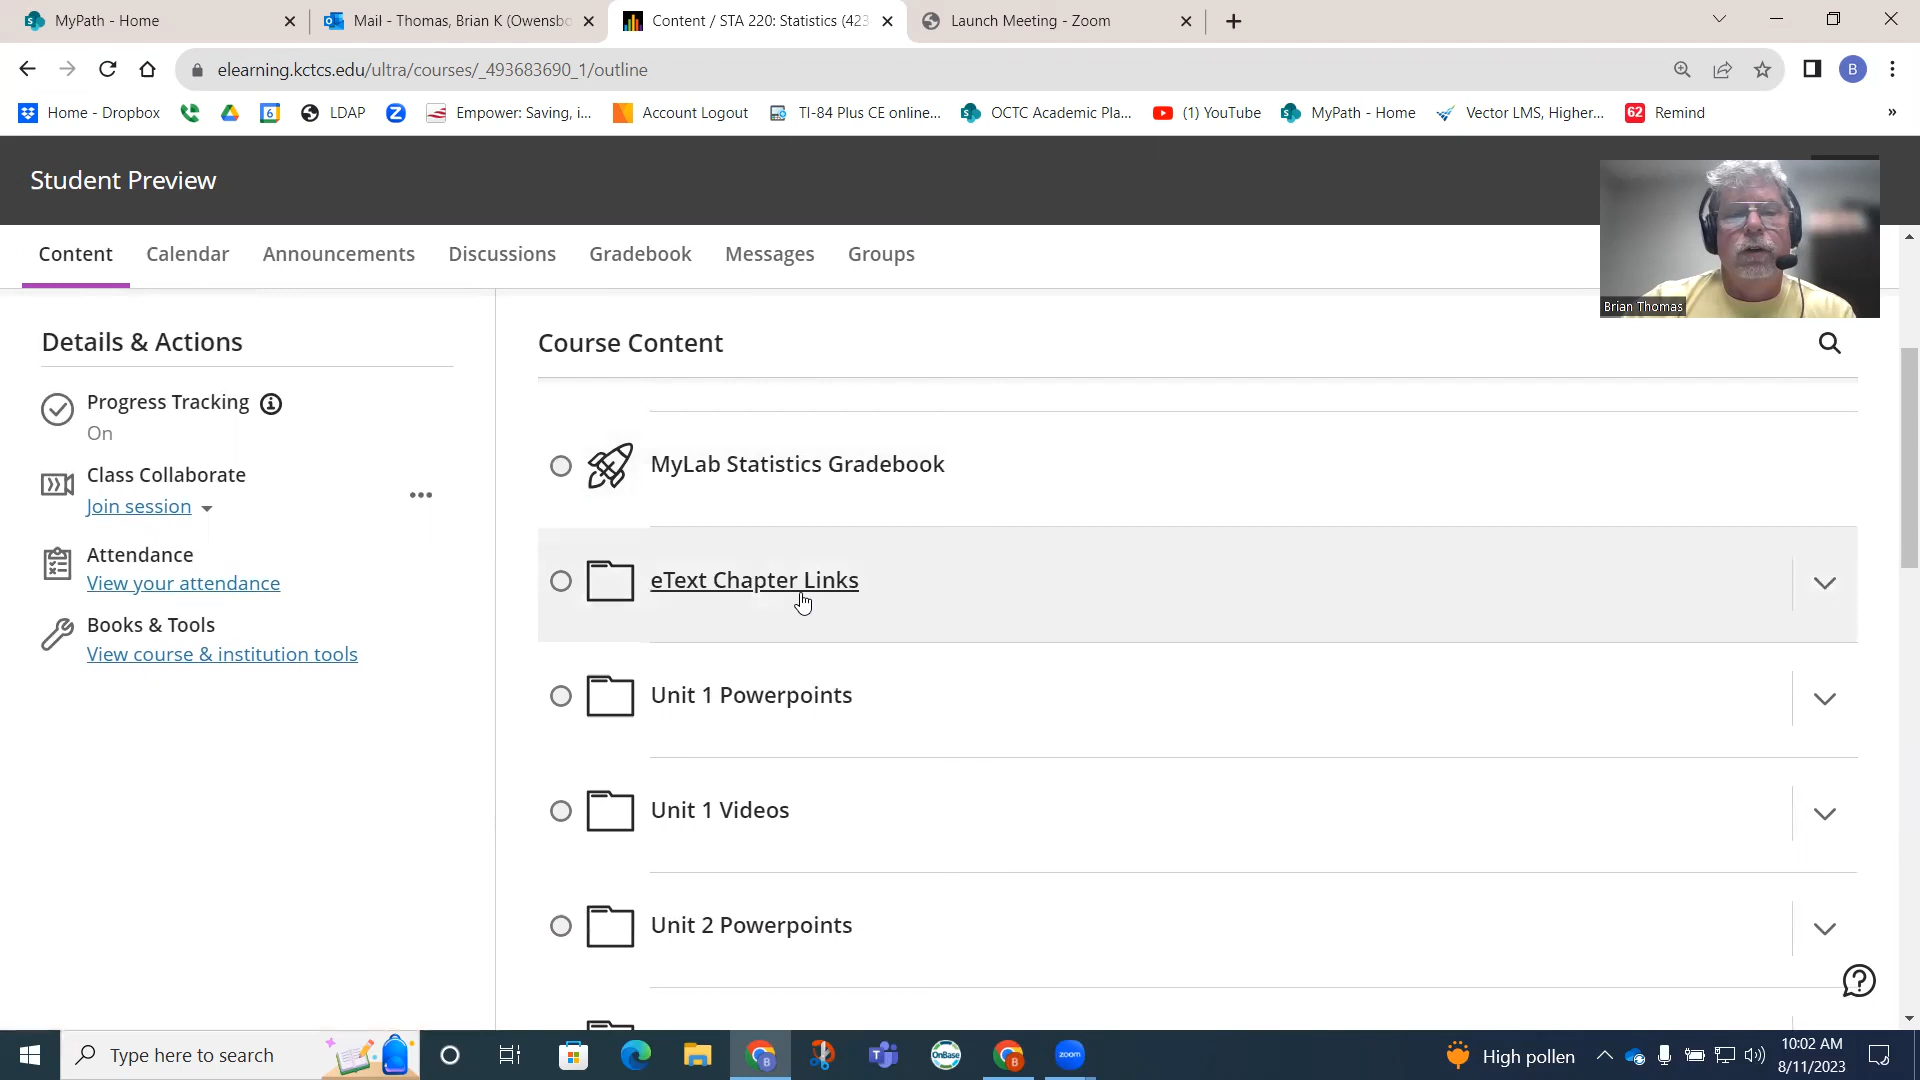 MyPath - Home
Mail - Thomas, Brian K (Owensbo
Content / STA 220: Statistics (423
Launch Meeting - Zoom
elearning.kctcs.edu/ultra/courses/_493683690_1/outline
B
Home - Dropbox
LDAP
Empower: Saving, i...
Account Logout
TI-84 Plus CE online...
OCTC Academic Pla...
(1) YouTube
MyPath - Home
Vector LMS, Higher...
62
Remind
»
Student Preview
Brian Thomas
Content
Calendar
Announcements
Discussions
Gradebook
Messages
Groups
Details & Actions
Progress Tracking
On
Class Collaborate
Join session
Attendance
View your attendance
Books & Tools
View course & institution tools
Course Content
MyLab Statistics Gradebook
eText Chapter Links
Unit 1 Powerpoints
Unit 1 Videos
Unit 2 Powerpoints
Type here to search
OnBase
zoom
High pollen
10:02 AM
8/11/2023